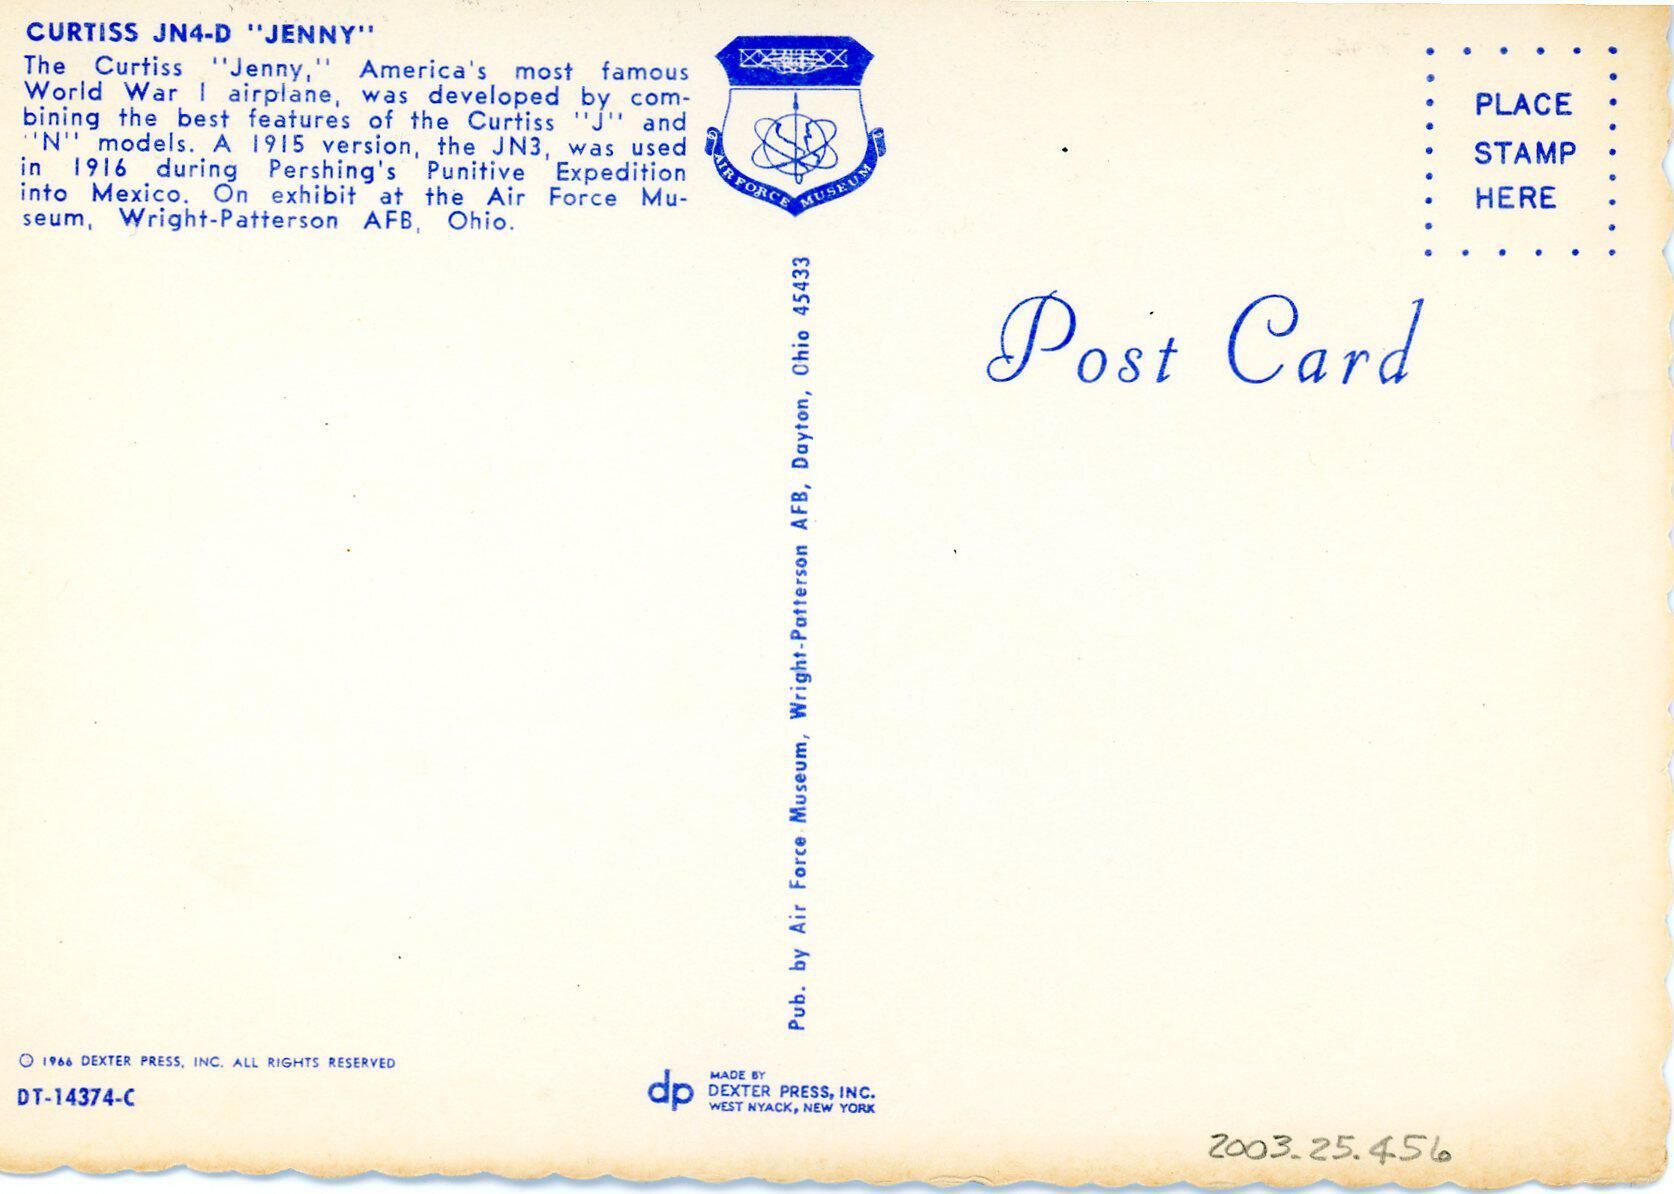 CURTISS JN4-D "JENNY"
The Curtiss "Jenny," America's most famous
World War I airplane, was developed by com-
bining the best features of the Curtiss "J" and
"N" models. A 1915 version, the JN3, was used
in 1916 during Pershing's Punitive Expedition
into Mexico. On exhibit at the Air Force Mu-
seum, Wright-Patterson AFB, Ohio.
AIR FORCE MUSEUM
PLACE
STAMP
HERE
Post Card
Pub. by Air Force Museum, Wright-Patterson AFB, Dayton, Ohio 45433
© 1966 DEXTER PRESS, INC. ALL RIGHTS RESERVED
DT-14374-C
dp
MADE BY
DEXTER PRESS, INC.
WEST NYACK, NEW YORK
2003.25.456